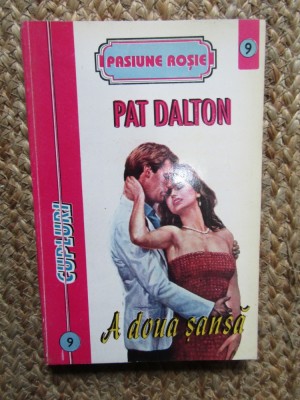 PASIUNE ROȘIE
9
PAT DALTON
CUPLURI
A doua șansă
9